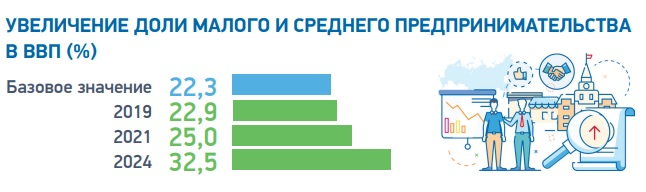 УВЕЛИЧЕНИЕ ДОЛИ МАЛОГО И СРЕДНЕГО ПРЕДПРИНИМАТЕЛЬСТВА
В ВВП (%)
Базовое значение 22,3
2019 22,9
2021 25,0
2024 32,5